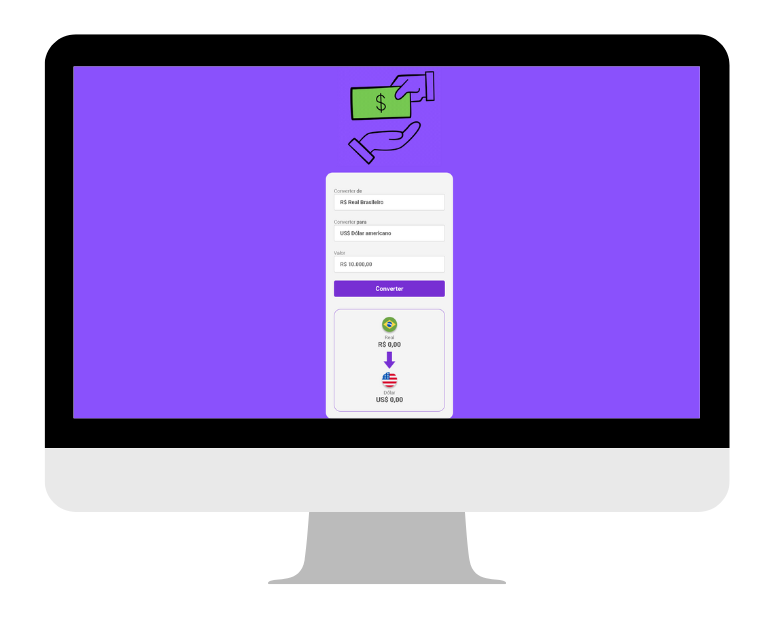 $
Converter de
R$ Real Brasileiro
Converter para
US$ Dólar americano
Valor
R$ 10.000,00
Converter
Real
R$ 0,00
Dólar
US$ 0,00